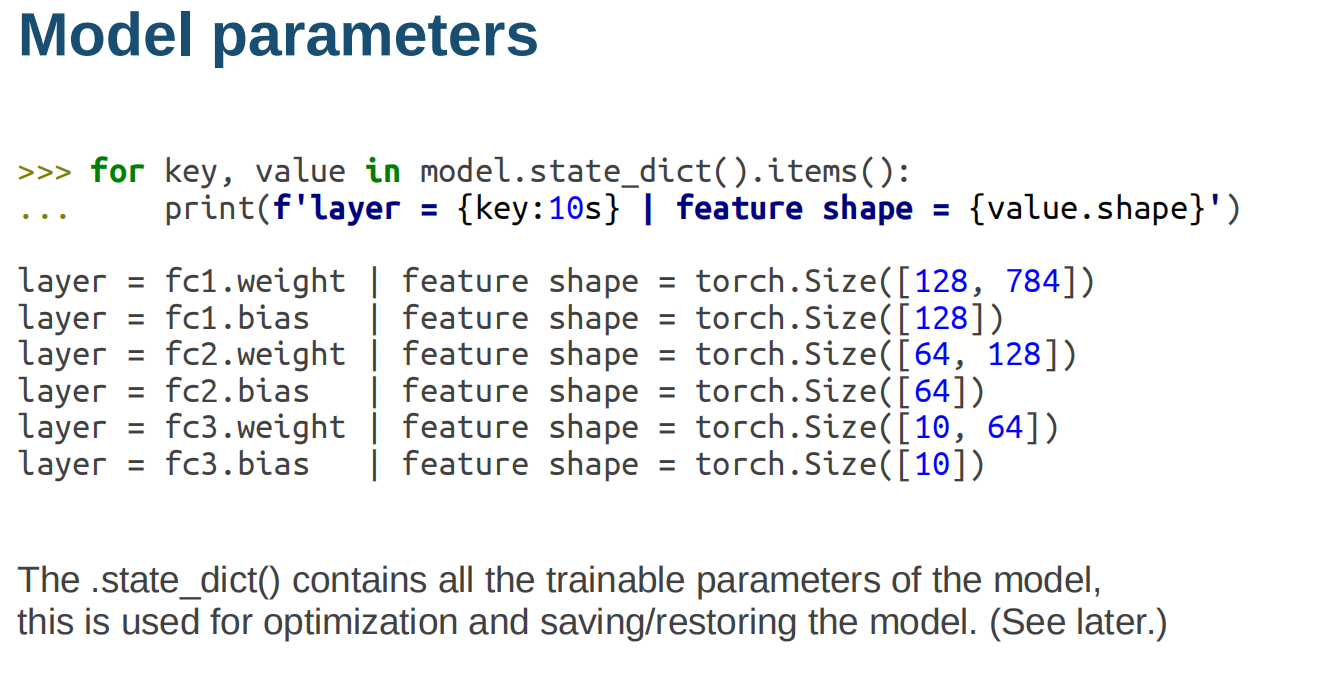 Model parameters
>>> for key, value in model.state_dict().items():
...     print(f'layer = {key:10s} | feature shape = {value.shape}')
layer = fc1.weight | feature shape = torch.Size([128, 784])
layer = fc1.bias   | feature shape = torch.Size([128])
layer = fc2.weight | feature shape = torch.Size([64, 128])
layer = fc2.bias   | feature shape = torch.Size([64])
layer = fc3.weight | feature shape = torch.Size([10, 64])
layer = fc3.bias   | feature shape = torch.Size([10])
The .state_dict() contains all the trainable parameters of the model,
this is used for optimization and saving/restoring the model. (See later.)